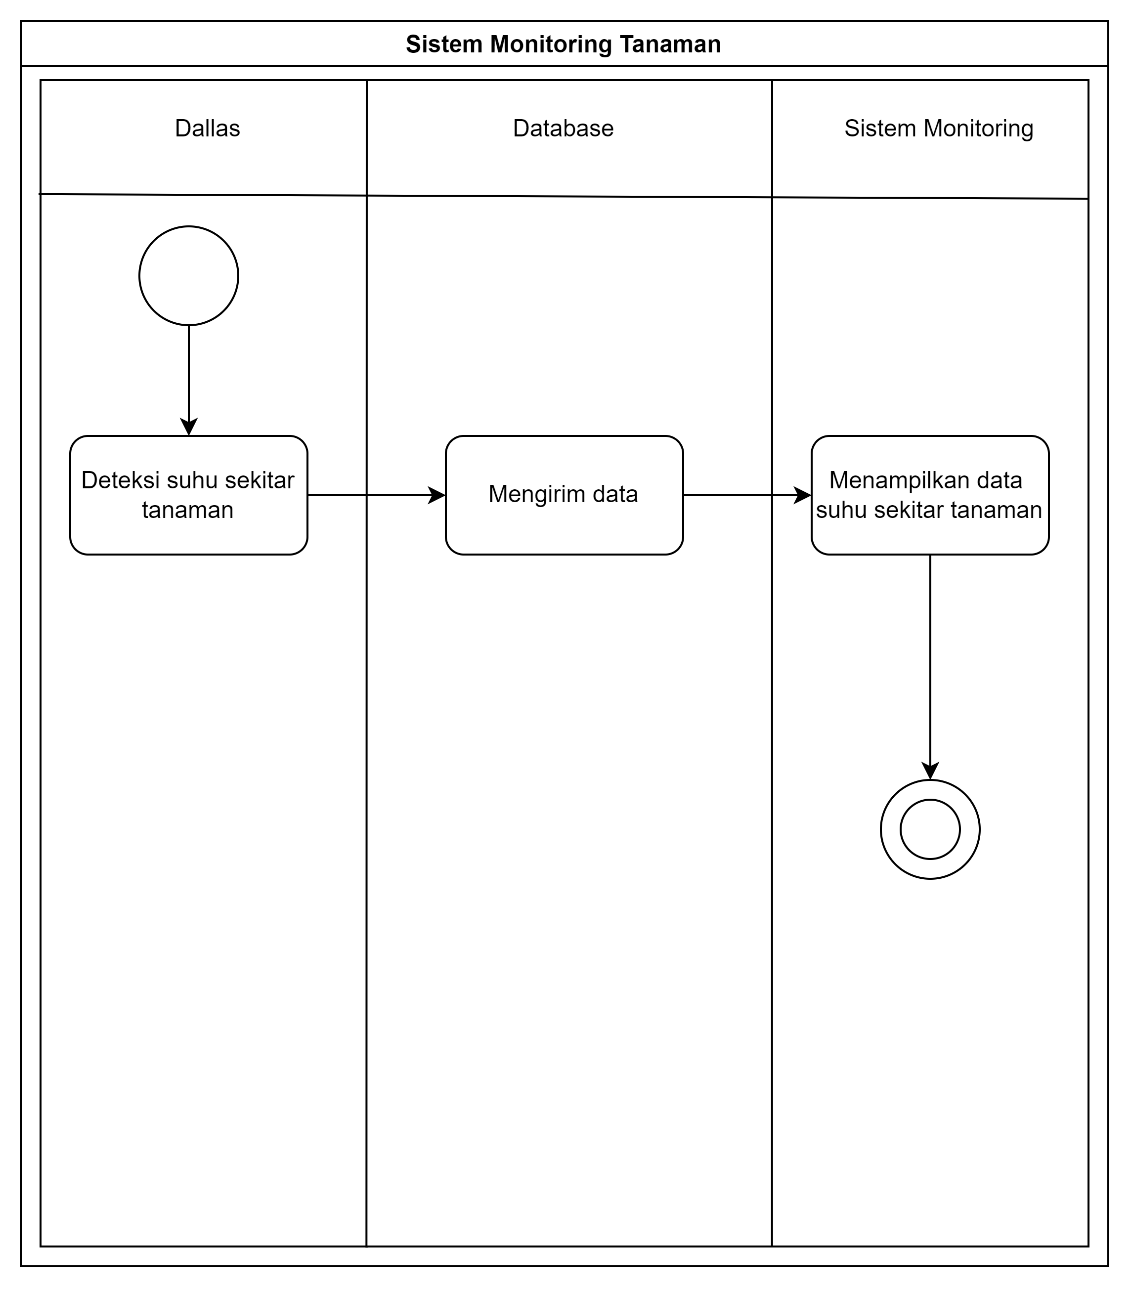 Sistem Monitoring Tanaman
Dallas
Database
Sistem Monitoring
Deteksi suhu sekitar
tanaman
Mengirim data
Menampilkan data
suhu sekitar tanaman